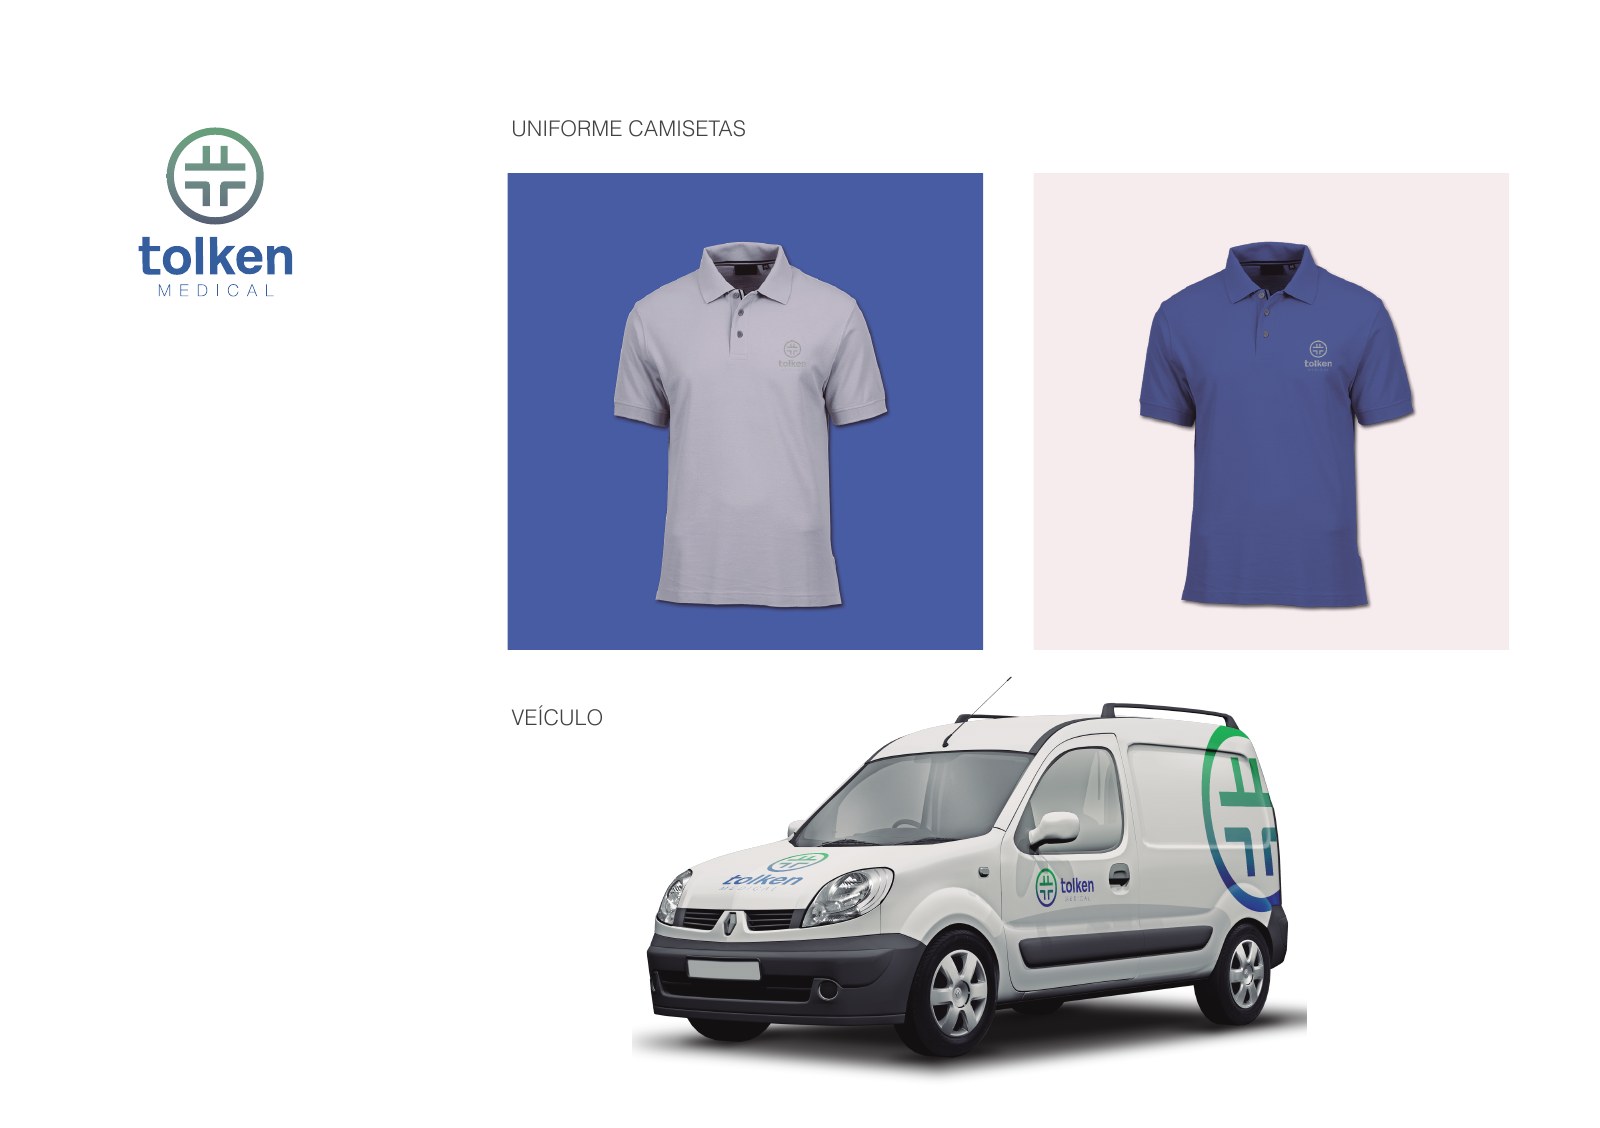 tolken
MEDICAL
UNIFORME CAMISETAS
tolken
tolken
VEÍCULO
tolken
MEDICAL
tolken
MEDICAL